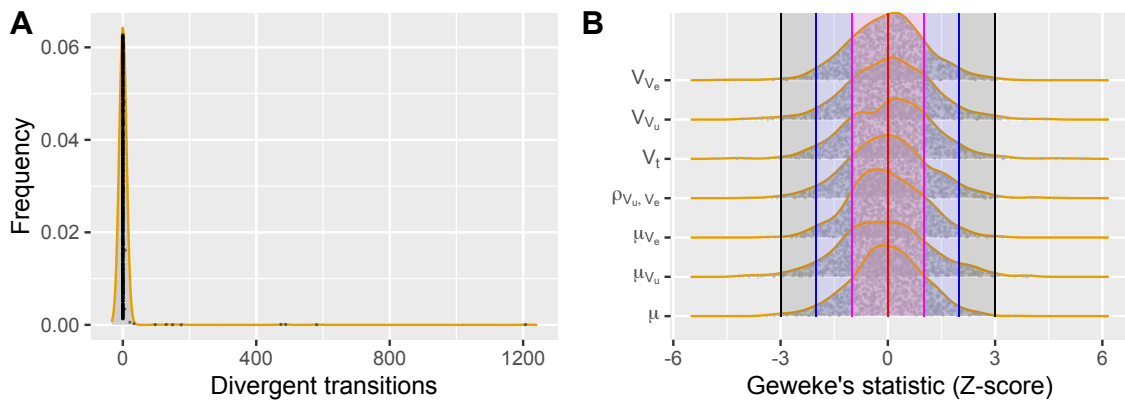 A
0.06
0.04
0.02
0.00
Frequency
0
400
800
1200
Divergent transitions
B
V_{V_e}
V_{V_u}
V_t
ρ_{V_u, V_e}
μ_{V_e}
μ_{V_u}
μ
-6
-3
0
3
6
Geweke's statistic (Z-score)